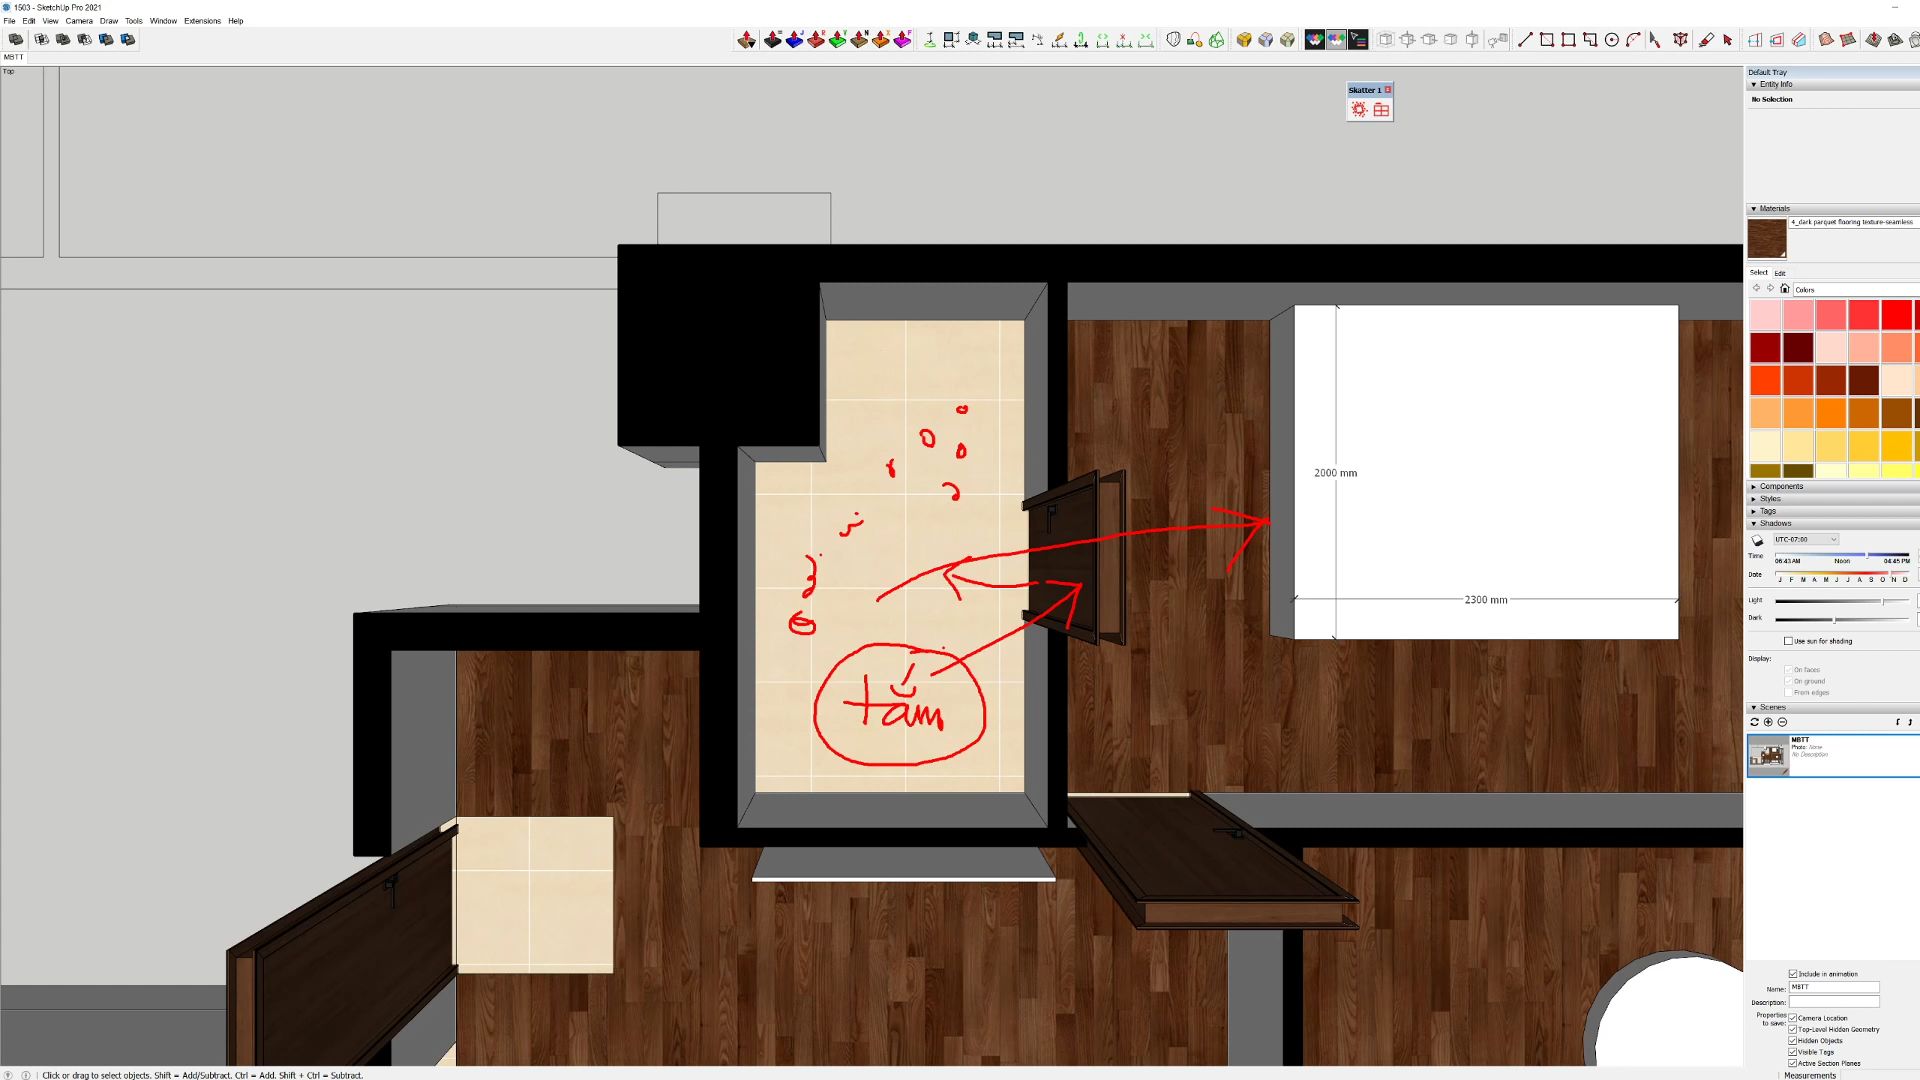 1503 - SketchUp Pro 2021
File Edit View Camera Draw Tools Window Extensions Help
MBTT
Top
Skatter 1
Default Tray
Entity Info
No Selection
Materials
4_dark parquet flooring texture-seamless
Select Edit
Colors
2000 mm
2300 mm
tắm
Components
Styles
Tags
Shadows
UTC-07:00
Time
06:43 AM Noon 04:45 PM
Date
J F M A M J J A S O N D
Light
Dark
Use sun for shading
Display:
On faces
On ground
From edges
Scenes
MBTT
Photo: None
No Description
Include in animation
Name: MBTT
Description:
Properties to save:
Camera Location
Top-Level Hidden Geometry
Hidden Objects
Visible Tags
Active Section Planes
Click or drag to select objects. Shift = Add/Subtract. Ctrl = Add. Shift + Ctrl = Subtract.
Measurements